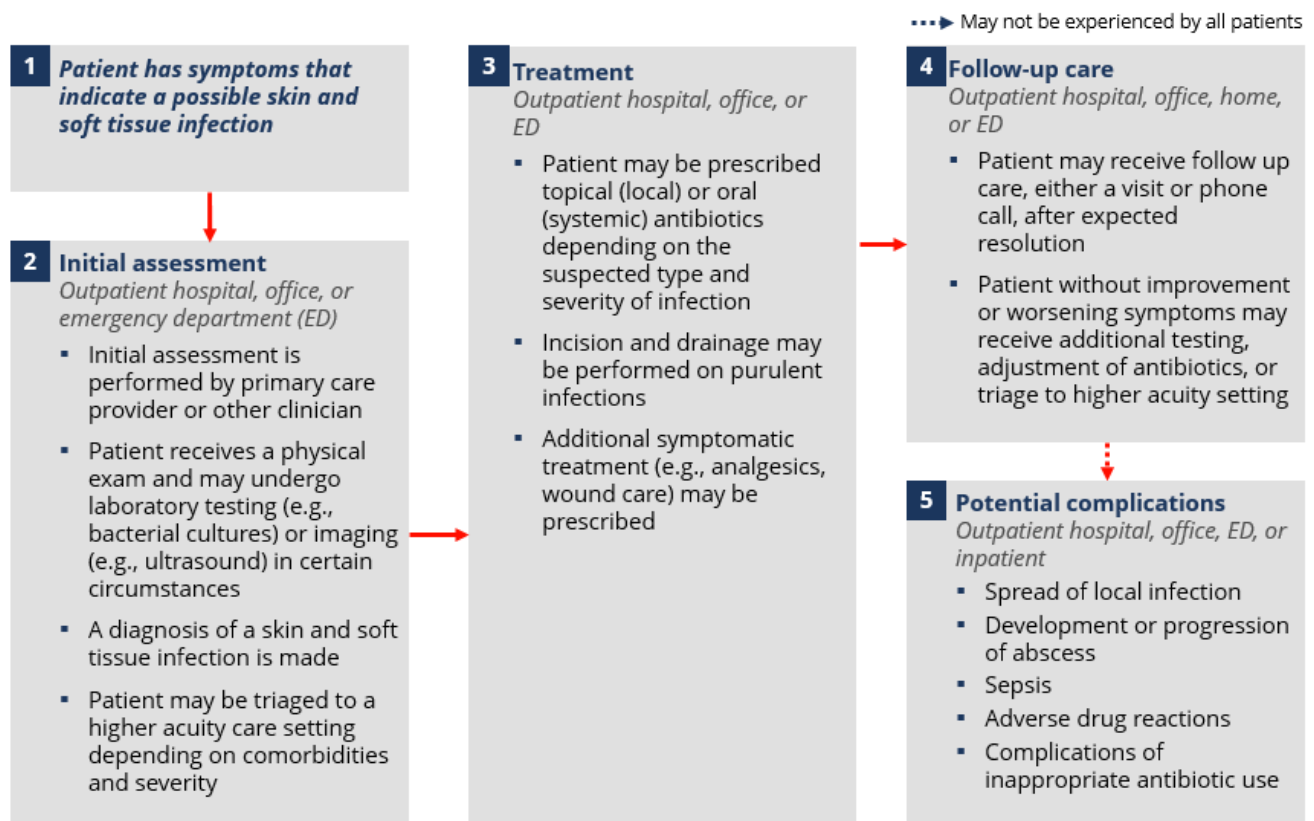 May not be experienced by all patients
1
Patient has symptoms that
indicate a possible skin and
soft tissue infection
2
Initial assessment
Outpatient hospital, office, or
emergency department (ED)
▪ Initial assessment is
performed by primary care
provider or other clinician
▪ Patient receives a physical
exam and may undergo
laboratory testing (e.g.,
bacterial cultures) or imaging
(e.g., ultrasound) in certain
circumstances
▪ A diagnosis of a skin and soft
tissue infection is made
▪ Patient may be triaged to a
higher acuity care setting
depending on comorbidities
and severity
3
Treatment
Outpatient hospital, office, or
ED
▪ Patient may be prescribed
topical (local) or oral
(systemic) antibiotics
depending on the
suspected type and
severity of infection
▪ Incision and drainage may
be performed on purulent
infections
▪ Additional symptomatic
treatment (e.g., analgesics,
wound care) may be
prescribed
4
Follow-up care
Outpatient hospital, office, home,
or ED
▪ Patient may receive follow up
care, either a visit or phone
call, after expected
resolution
▪ Patient without improvement
or worsening symptoms may
receive additional testing,
adjustment of antibiotics, or
triage to higher acuity setting
5
Potential complications
Outpatient hospital, office, ED, or
inpatient
▪ Spread of local infection
▪ Development or progression
of abscess
▪ Sepsis
▪ Adverse drug reactions
▪ Complications of
inappropriate antibiotic use